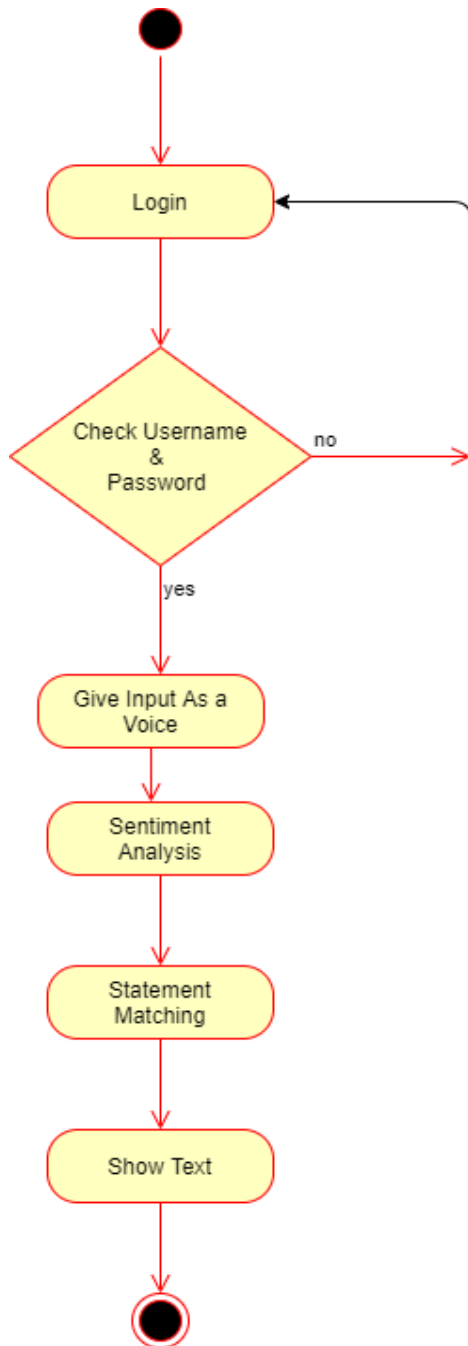 Login
Check Username
&
Password
no
yes
Give Input As a
Voice
Sentiment
Analysis
Statement
Matching
Show Text